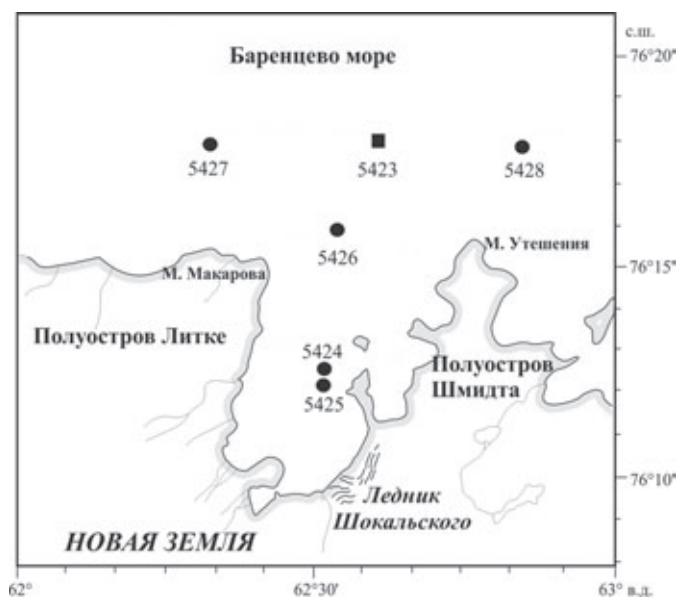 с.ш.
76°20"
Баренцево море
5427
5423
5428
5426
М. Утешения
76°15"
М. Макарова
Полуостров Литке
5424
Полуостров
Шмидта
5425
76°10"
Ледник
Шокальского
НОВАЯ ЗЕМЛЯ
62°
62°30'
63° в.д.